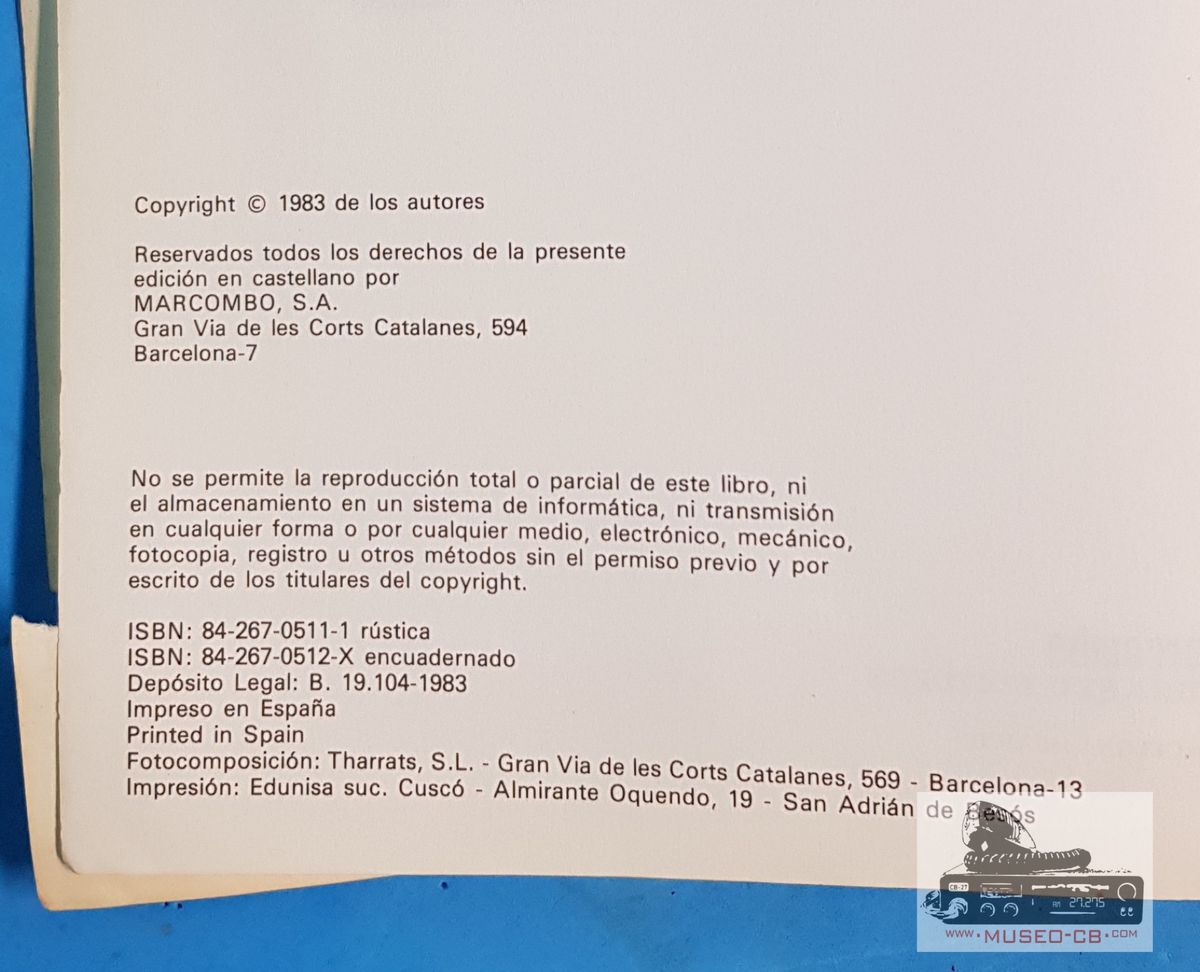 Copyright © 1983 de los autores
Reservados todos los derechos de la presente
edición en castellano por
MARCOMBO, S.A.
Gran Via de les Corts Catalanes, 594
Barcelona-7
No se permite la reproducción total o parcial de este libro, ni
el almacenamiento en un sistema de informática, ni transmisión
en cualquier forma o por cualquier medio, electrónico, mecánico,
fotocopia, registro u otros métodos sin el permiso previo y por
escrito de los titulares del copyright.
ISBN: 84-267-0511-1 rústica
ISBN: 84-267-0512-X encuadernado
Depósito Legal: B. 19.104-1983
Impreso en España
Printed in Spain
Fotocomposición: Tharrats, S.L. - Gran Via de les Corts Catalanes, 569 - Barcelona-13
Impresión: Edunisa suc. Cuscó - Almirante Oquendo, 19 - San Adrián de Besós
CB-27
AM 27.275
WWW.MUSEO-CB.COM